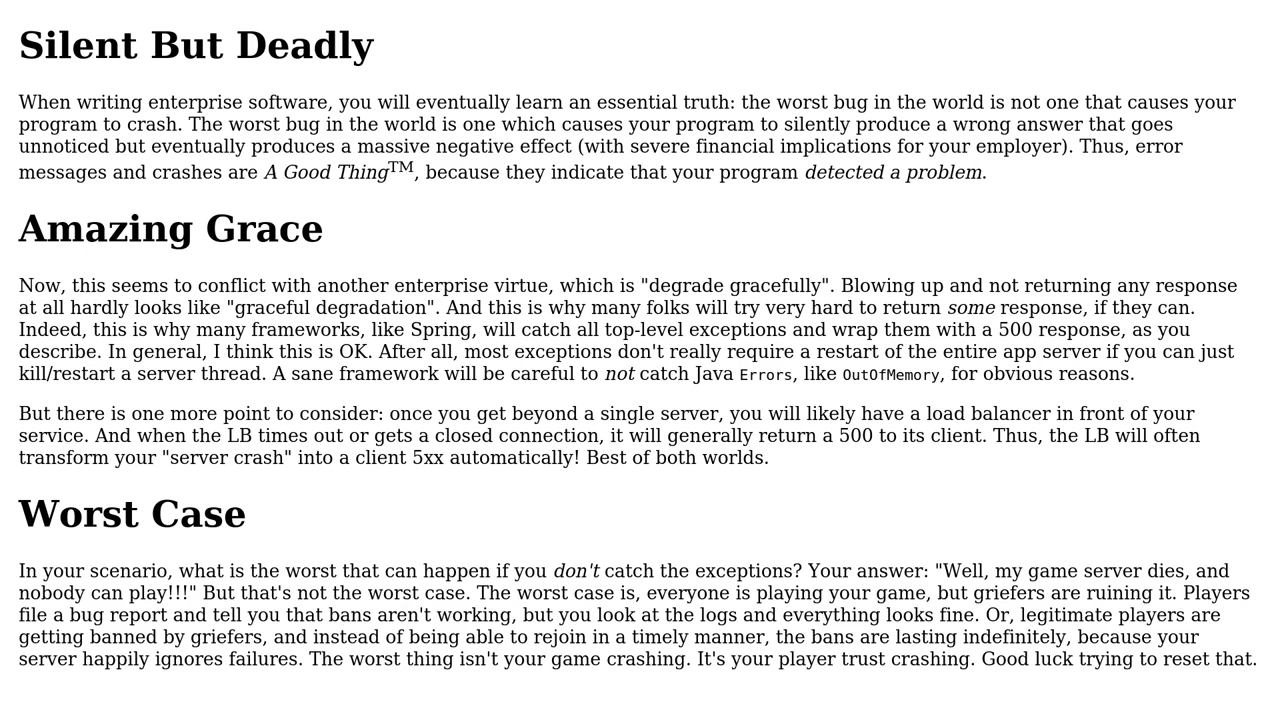 Silent But Deadly
When writing enterprise software, you will eventually learn an essential truth: the worst bug in the world is not one that causes your
program to crash. The worst bug in the world is one which causes your program to silently produce a wrong answer that goes
unnoticed but eventually produces a massive negative effect (with severe financial implications for your employer). Thus, error
messages and crashes are A Good ThingTM, because they indicate that your program detected a problem.
Amazing Grace
Now, this seems to conflict with another enterprise virtue, which is "degrade gracefully". Blowing up and not returning any response
at all hardly looks like "graceful degradation". And this is why many folks will try very hard to return some response, if they can.
Indeed, this is why many frameworks, like Spring, will catch all top-level exceptions and wrap them with a 500 response, as you
describe. In general, I think this is OK. After all, most exceptions don't really require a restart of the entire app server if you can just
kill/restart a server thread. A sane framework will be careful to not catch Java Errors, like OutOfMemory, for obvious reasons.
But there is one more point to consider: once you get beyond a single server, you will likely have a load balancer in front of your
service. And when the LB times out or gets a closed connection, it will generally return a 500 to its client. Thus, the LB will often
transform your "server crash" into a client 5xx automatically! Best of both worlds.
Worst Case
In your scenario, what is the worst that can happen if you don't catch the exceptions? Your answer: "Well, my game server dies, and
nobody can play!!!" But that's not the worst case. The worst case is, everyone is playing your game, but griefers are ruining it. Players
file a bug report and tell you that bans aren't working, but you look at the logs and everything looks fine. Or, legitimate players are
getting banned by griefers, and instead of being able to rejoin in a timely manner, the bans are lasting indefinitely, because your
server happily ignores failures. The worst thing isn't your game crashing. It's your player trust crashing. Good luck trying to reset that.